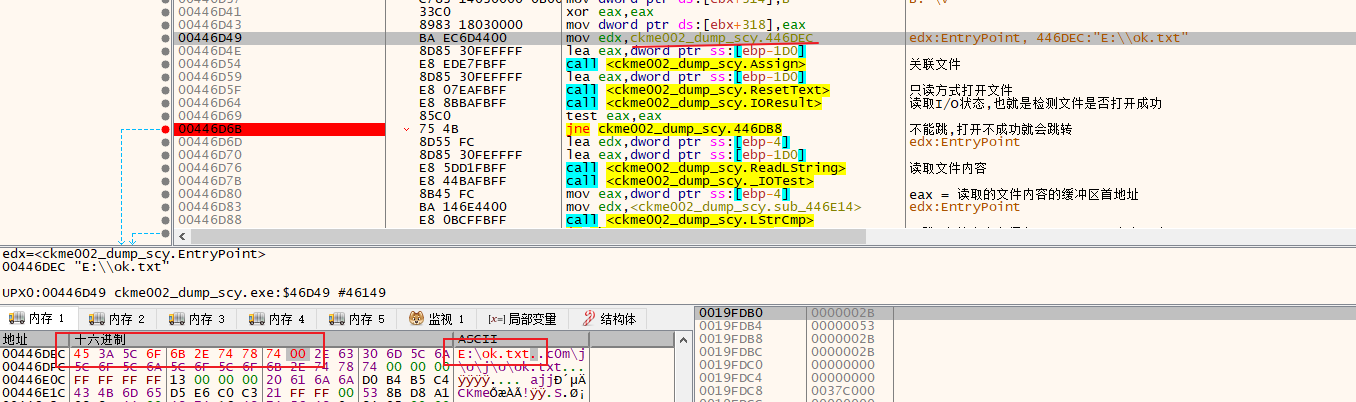 00446D41 33C0 xor eax,eax
00446D43 8983 18030000 mov dword ptr ds:[ebx+318],eax
00446D49 BA EC6D4400 mov edx,ckme002_dump_scy.446DEC edx:EntryPoint, 446DEC:"E:\\ok.txt"
00446D4E 8D85 30FEFFFF lea eax,dword ptr ss:[ebp-1D0]
00446D54 E8 EDE7FBFF call <ckme002_dump_scy.Assign> 关联文件
00446D59 8D85 30FEFFFF lea eax,dword ptr ss:[ebp-1D0]
00446D5F E8 07EAFBFF call <ckme002_dump_scy.ResetText> 只读方式打开文件
00446D64 E8 8BBAFBFF call <ckme002_dump_scy.IOResult> 读取I/O状态,也就是检测文件是否打开成功
00446D69 85C0 test eax,eax
00446D6B 75 4B jne ckme002_dump_scy.446DB8 不能跳,打开不成功就会跳转
00446D6D 8D55 FC lea edx,dword ptr ss:[ebp-4] edx:EntryPoint
00446D70 8D85 30FEFFFF lea eax,dword ptr ss:[ebp-1D0]
00446D76 E8 5DD1FBFF call <ckme002_dump_scy.ReadLString> 读取文件内容
00446D7B E8 44BAFBFF call <ckme002_dump_scy._IOTest>
00446D80 8B45 FC mov eax,dword ptr ss:[ebp-4] eax = 读取的文件内容的缓冲区首地址
00446D83 BA 146E4400 mov edx,<ckme002_dump_scy.sub_446E14> edx:EntryPoint
00446D88 E8 0BCFFBFF call <ckme002_dump_scy.LStrCmp>
edx=<ckme002_dump_scy.EntryPoint>
00446DEC "E:\\ok.txt"
UPX0:00446D49 ckme002_dump_scy.exe:$46D49 #46149
内存 1 内存 2 内存 3 内存 4 内存 5 监视 1 [x=] 局部变量 结构体
地址 十六进制 ASCII
00446DEC 45 3A 5C 6F 6B 2E 74 78 74 00 2E 63 30 6D 5C 6A E:\ok.txt..c0m\j
00446DFC 5C 6F 5C 6A 5C 6F 5C 6F 6B 2E 74 78 74 00 00 00 \o\j\o\ok.txt...
00446E0C FF FF FF FF 13 00 00 00 20 61 6A 6A D0 B4 B5 C4 ÿÿÿÿ.... ajjÐ´µÄ
00446E1C 43 4B 6D 65 D5 E6 C0 C3 21 FF FF 00 53 8B D8 A1 CKmeÕæÀÃ!ÿÿ.S.Ø¡
0019FDB0 0000002B
0019FDB4 00000053
0019FDB8 0000002B
0019FDBC 0000002B
0019FDC0 00000000
0019FDC4 00000000
0019FDC8 0037C000